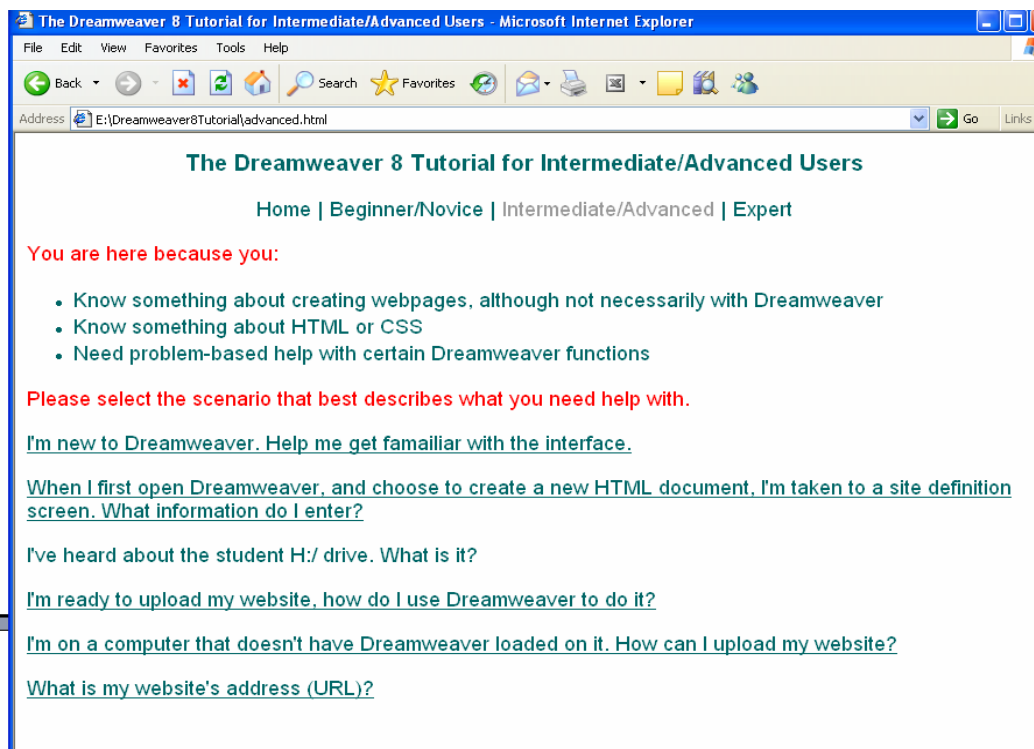 The Dreamweaver 8 Tutorial for Intermediate/Advanced Users - Microsoft Internet Explorer
File Edit View Favorites Tools Help
Back Search Favorites
Address E:\Dreamweaver8Tutorial\advanced.html Go Links
The Dreamweaver 8 Tutorial for Intermediate/Advanced Users
Home | Beginner/Novice | Intermediate/Advanced | Expert
You are here because you:
• Know something about creating webpages, although not necessarily with Dreamweaver
• Know something about HTML or CSS
• Need problem-based help with certain Dreamweaver functions
Please select the scenario that best describes what you need help with.
I'm new to Dreamweaver. Help me get familiar with the interface.
When I first open Dreamweaver, and choose to create a new HTML document, I'm taken to a site definition
screen. What information do I enter?
I've heard about the student H:/ drive. What is it?
I'm ready to upload my website, how do I use Dreamweaver to do it?
I'm on a computer that doesn't have Dreamweaver loaded on it. How can I upload my website?
What is my website's address (URL)?